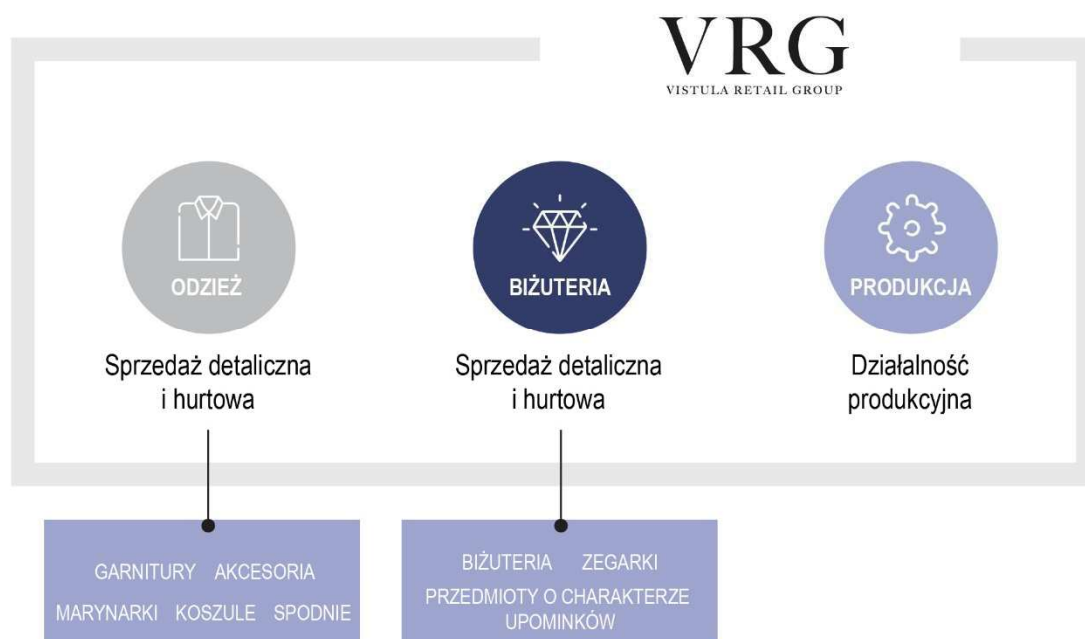 VRG
VISTULA RETAIL GROUP
ODZIEŻ
Sprzedaż detaliczna
i hurtowa
BIŻUTERIA
Sprzedaż detaliczna
i hurtowa
PRODUKCJA
Działalność
produkcyjna
GARNITURY AKCESORIA
MARYNARKI KOSZULE SPODNIE
BIŻUTERIA ZEGARKI
PRZEDMIOTY O CHARAKTERZE
UPOMINKÓW